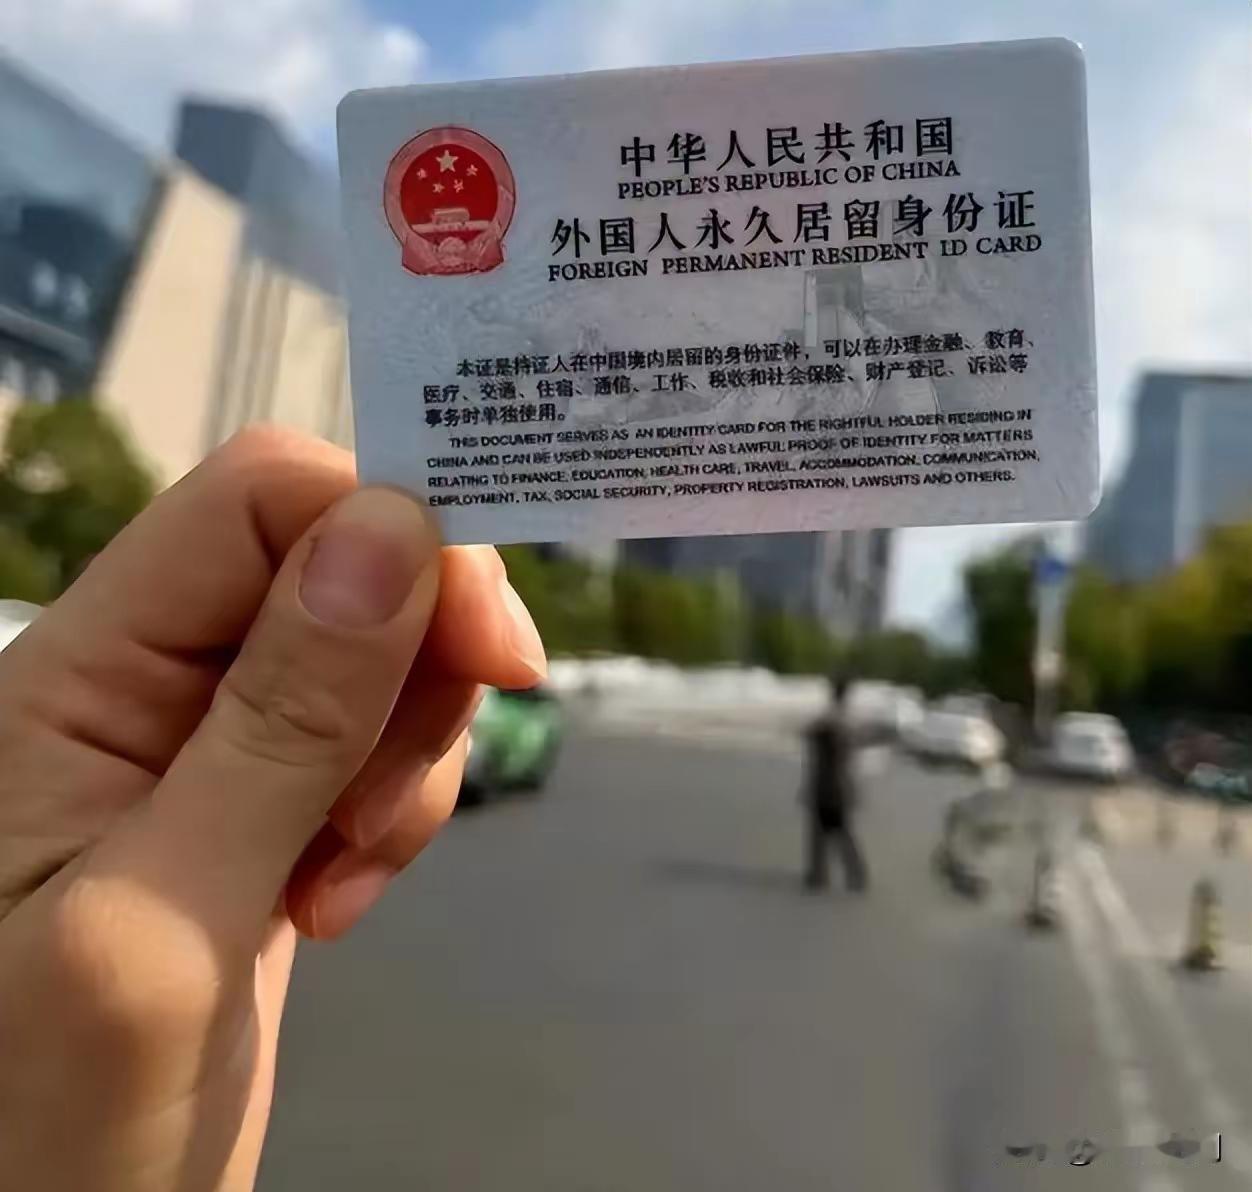 中华人民共和国
PEOPLE'S REPUBLIC OF CHINA
外国人永久居留身份证
FOREIGN PERMANENT RESIDENT ID CARD
本证是持证人在中国境内居留的身份证件，可以在办理金融、教育、
医疗、交通、住宿、通信、工作、税收和社会保险、财产登记、诉讼等
事务时单独使用。
THIS DOCUMENT SERVES AS AN IDENTITY CARD FOR THE RIGHTFUL HOLDER RESIDING IN
CHINA AND CAN BE USED INDEPENDENTLY AS LAWFUL PROOF OF IDENTITY FOR MATTERS
RELATING TO FINANCE, EDUCATION, HEALTH CARE, TRAVEL, ACCOMMODATION, COMMUNICATION,
EMPLOYMENT, TAX, SOCIAL SECURITY, PROPERTY REGISTRATION, LAWSUITS AND OTHERS.